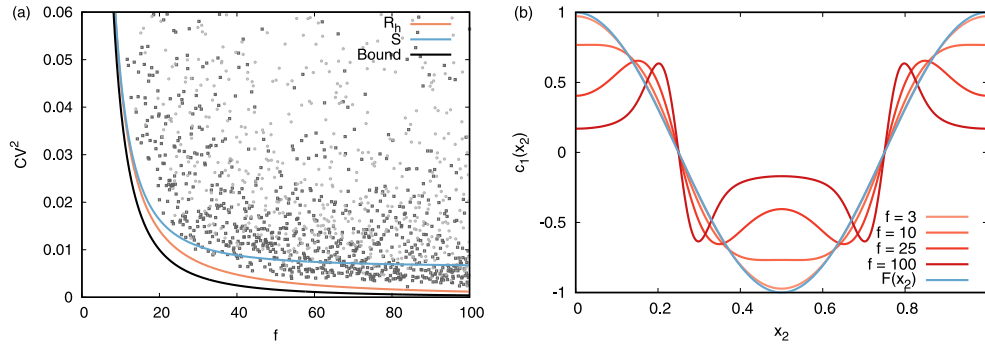 (a)
0.06
0.05
0.04
0.03
0.02
0.01
0
CV²
0 20 40 60 80 100
f
R_h
S
Bound
(b)
1
0.5
0
-0.5
-1
c₁(x₂)
0.0 0.2 0.4 0.6 0.8
x₂
f = 3
f = 10
f = 25
f = 100
F(x₂)